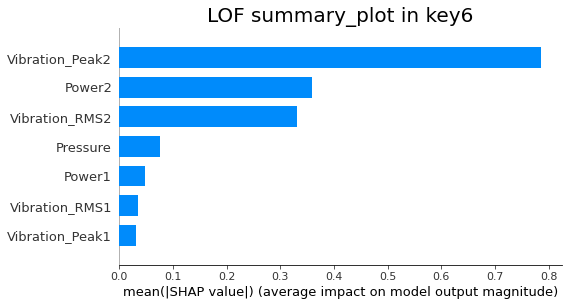 LOF summary_plot in key6
Vibration_Peak2
Power2
Vibration_RMS2
Pressure
Power1
Vibration_RMS1
Vibration_Peak1
0.0 0.1 0.2 0.3 0.4 0.5 0.6 0.7 0.8
mean(|SHAP value|) (average impact on model output magnitude)